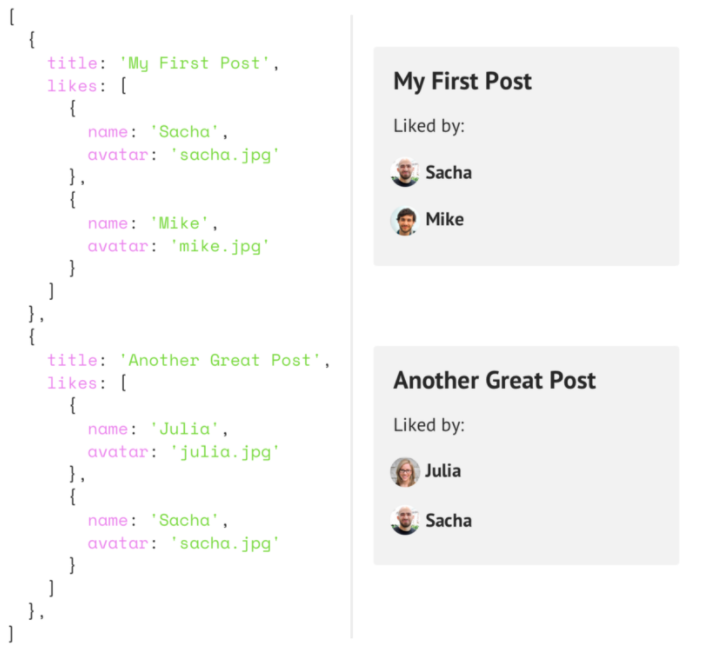 [
{
title: 'My First Post',
likes: [
{
name: 'Sacha',
avatar: 'sacha.jpg'
},
{
name: 'Mike',
avatar: 'mike.jpg'
}
]
},
{
title: 'Another Great Post',
likes: [
{
name: 'Julia',
avatar: 'julia.jpg'
},
{
name: 'Sacha',
avatar: 'sacha.jpg'
}
]
},
]
My First Post
Liked by:
Sacha
Mike
Another Great Post
Liked by:
Julia
Sacha